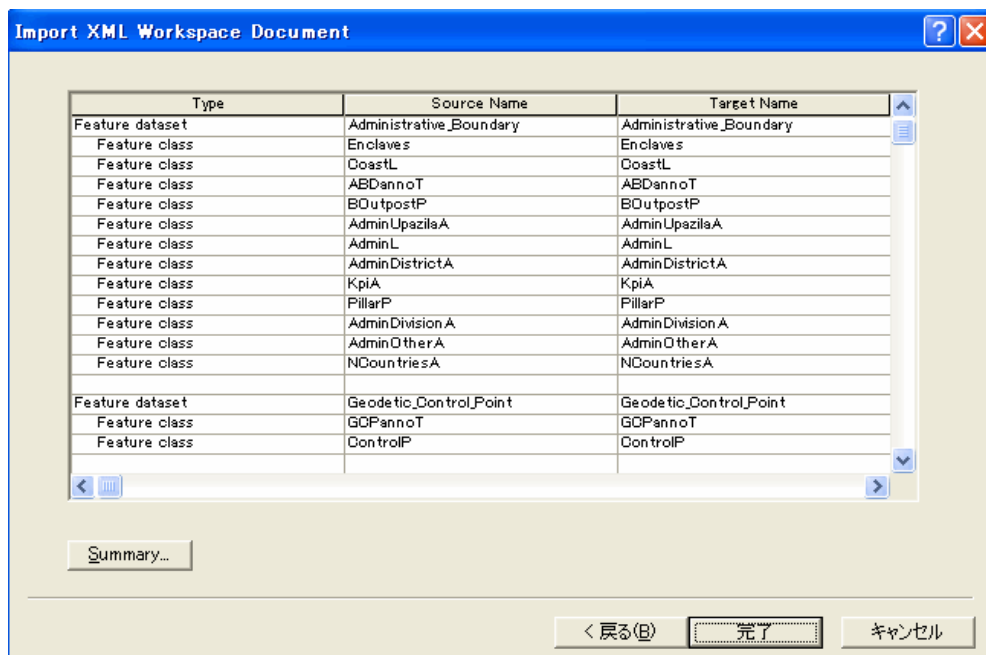 Import XML Workspace Document
Type Source Name Target Name
Feature dataset Administrative_Boundary Administrative_Boundary
Feature class Enclaves Enclaves
Feature class CoastL CoastL
Feature class ABDannoT ABDannoT
Feature class BOutpostP BOutpostP
Feature class AdminUpazilaA AdminUpazilaA
Feature class AdminL AdminL
Feature class AdminDistrictA AdminDistrictA
Feature class KpiA KpiA
Feature class PillarP PillarP
Feature class AdminDivisionA AdminDivisionA
Feature class AdminOtherA AdminOtherA
Feature class NCountriesA NCountriesA
Feature dataset Geodetic_Control_Point Geodetic_Control_Point
Feature class GCPannoT GCPannoT
Feature class ControlP ControlP
Summary...
< 戻る(B) 完了 キャンセル